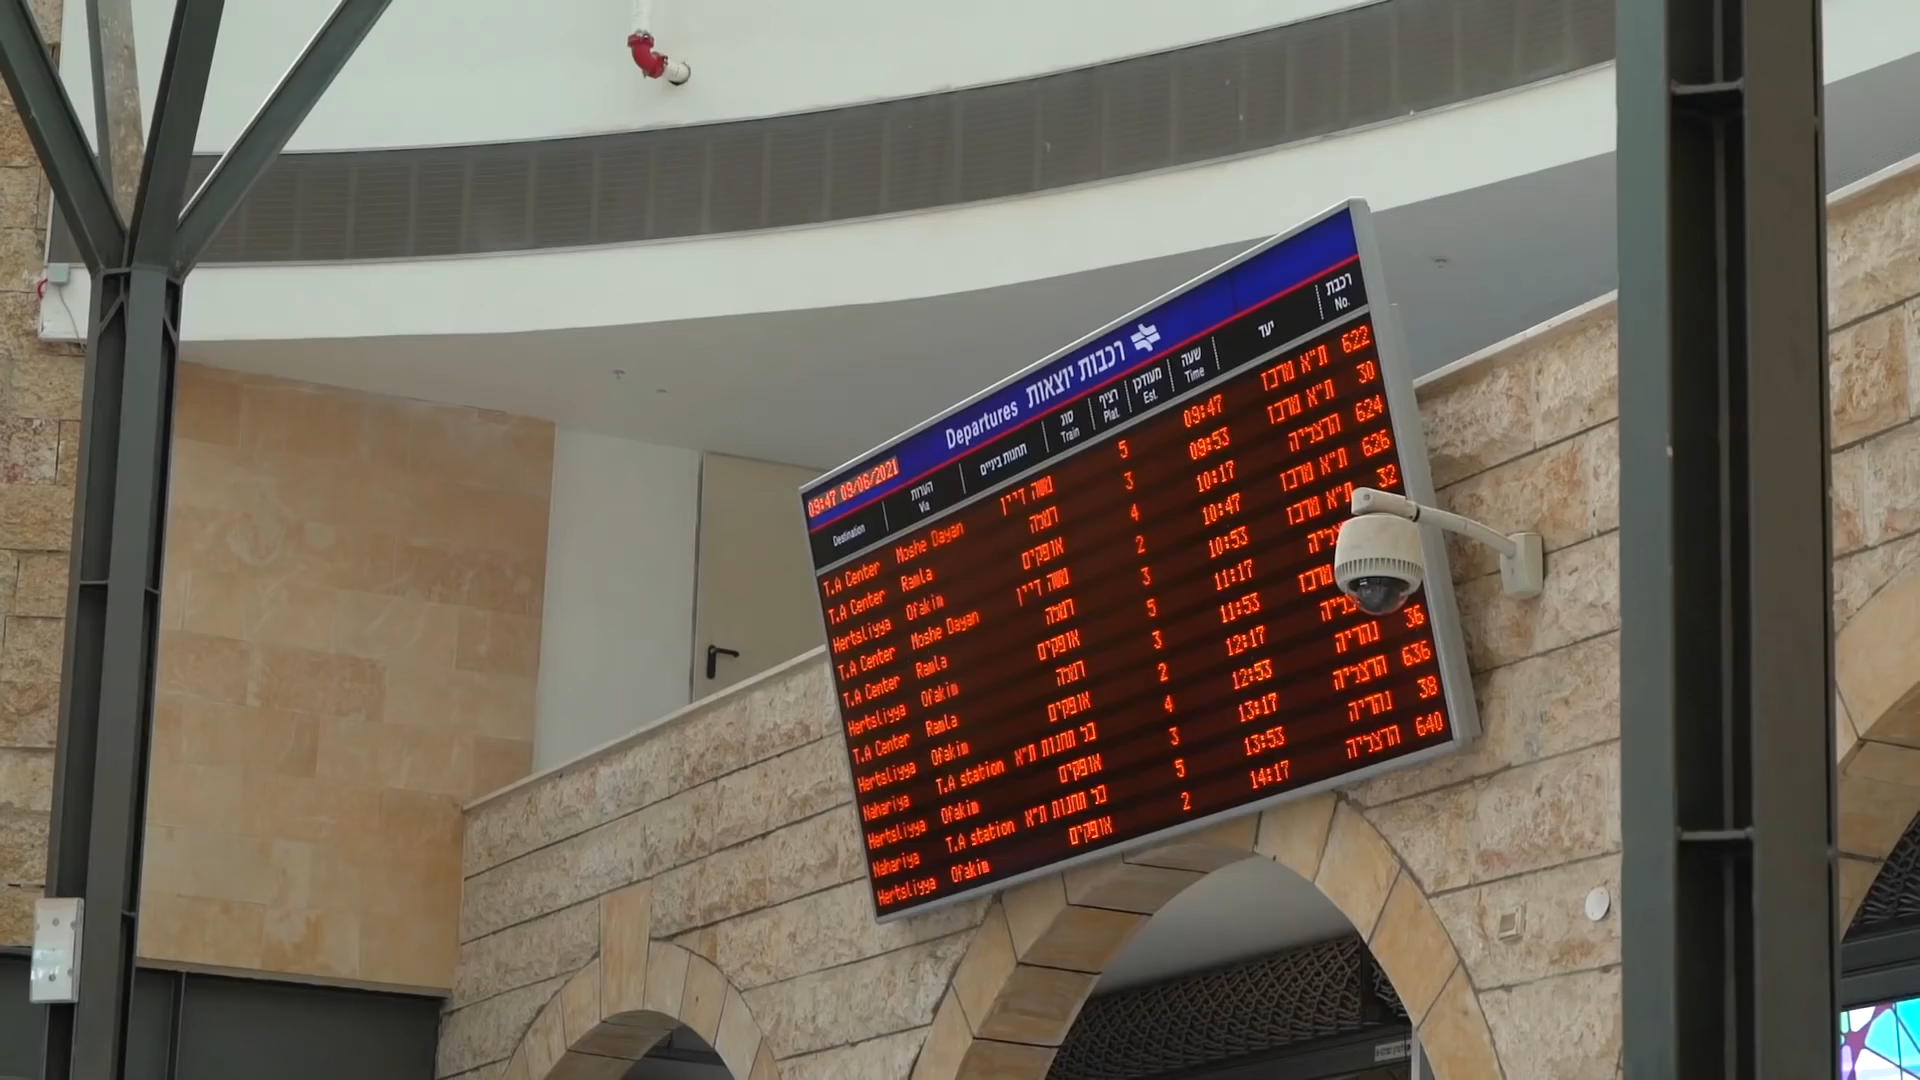 09:47 09/06/2021 Departures רכבות יוצאות
Destination הערות Via תחנות ביניים סוג Train רציף Plat. מעודכן Est. שעה Time יעד רכבת No.
T.A Center Moshe Dayan משה דיין 5 09:47 ת"א מרכז 622
T.A Center Ramla רמלה 3 09:53 ת"א מרכז 30
Hertsliyya Ofakim אופקים 4 10:17 הרצליה 624
T.A Center Moshe Dayan משה דיין 2 10:47 ת"א מרכז 626
T.A Center Ramla רמלה 3 10:53 ת"א מרכז 32
Hertsliyya Ofakim אופקים 5 11:17
T.A Center Ramla רמלה 3 11:53
Hertsliyya Ofakim אופקים 2 12:17
Nahariya T.A station כל תחנות ת"א 4 12:53 נהריה 36
Hertsliyya Ofakim אופקים 3 13:17 הרצליה 636
Nahariya T.A station כל תחנות ת"א 5 13:53 נהריה 38
Hertsliyya Ofakim אופקים 2 14:17 הרצליה 640